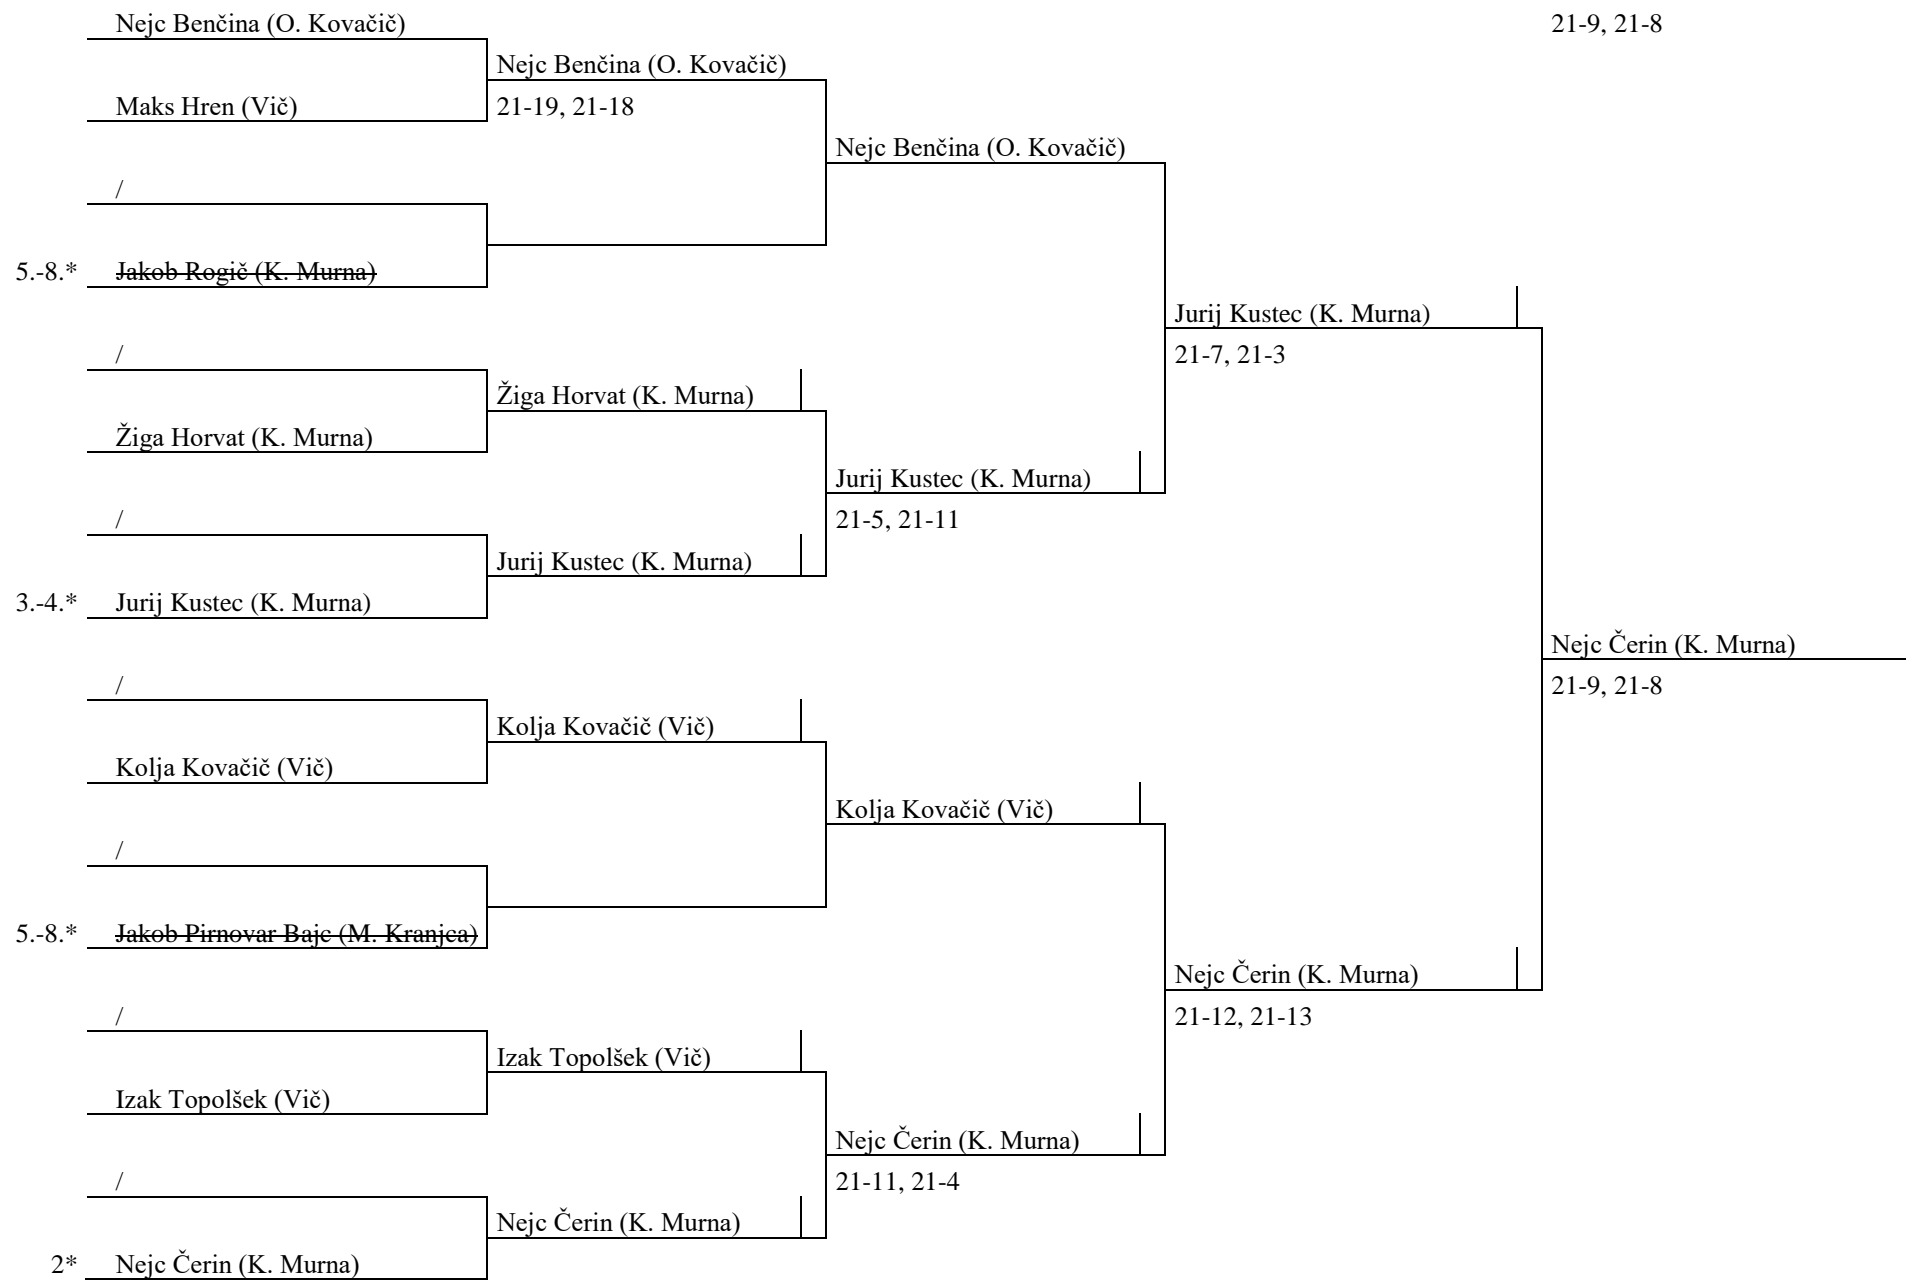 Nejc Benčina (O. Kovačič)
21-9, 21-8
Nejc Benčina (O. Kovačič)
Maks Hren (Vič)
21-19, 21-18
Nejc Benčina (O. Kovačič)
/
5.-8.* Jakob Rogič (K. Murna)
Jurij Kustec (K. Murna)
/
21-7, 21-3
Žiga Horvat (K. Murna)
Žiga Horvat (K. Murna)
Jurij Kustec (K. Murna)
/
21-5, 21-11
Jurij Kustec (K. Murna)
3.-4.* Jurij Kustec (K. Murna)
Nejc Čerin (K. Murna)
/
21-9, 21-8
Kolja Kovačič (Vič)
Kolja Kovačič (Vič)
Kolja Kovačič (Vič)
/
5.-8.* Jakob Pirnovar Bajc (M. Kranjca)
Nejc Čerin (K. Murna)
/
21-12, 21-13
Izak Topolšek (Vič)
Izak Topolšek (Vič)
Nejc Čerin (K. Murna)
/
21-11, 21-4
Nejc Čerin (K. Murna)
2* Nejc Čerin (K. Murna)